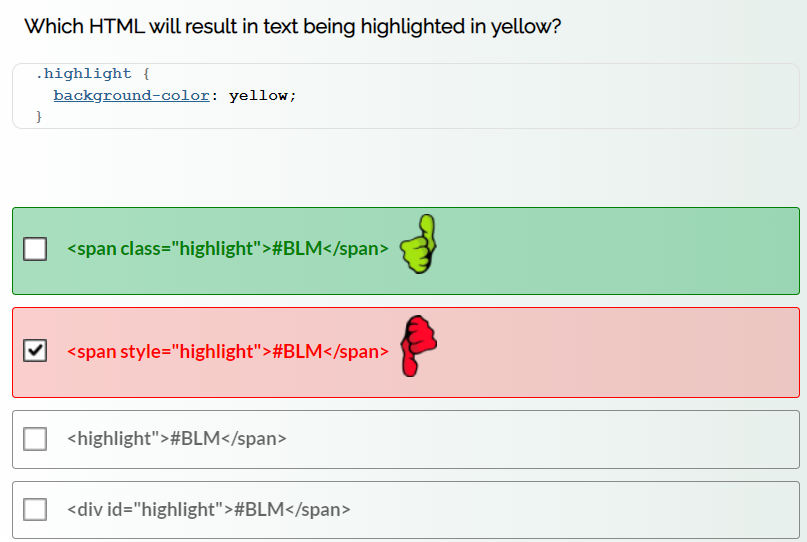 Which HTML will result in text being highlighted in yellow?
.highlight {
background-color: yellow;
}
<span class="highlight">#BLM</span>
<span style="highlight">#BLM</span>
<highlight">#BLM</span>
<div id="highlight">#BLM</span>